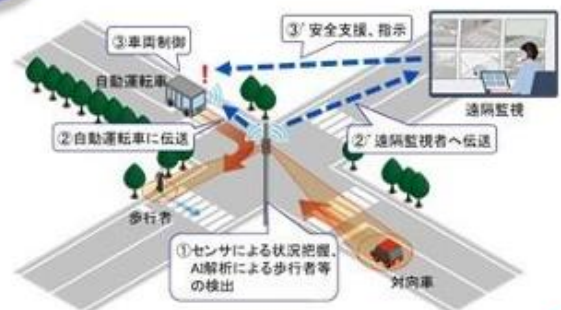 ③車両制御
③´安全支援、指示
自動運転車
遠隔監視
②自動運転車に伝送
②´遠隔監視者へ伝送
歩行者
①センサによる状況把握、
AI解析による歩行者等
の検出
対向車